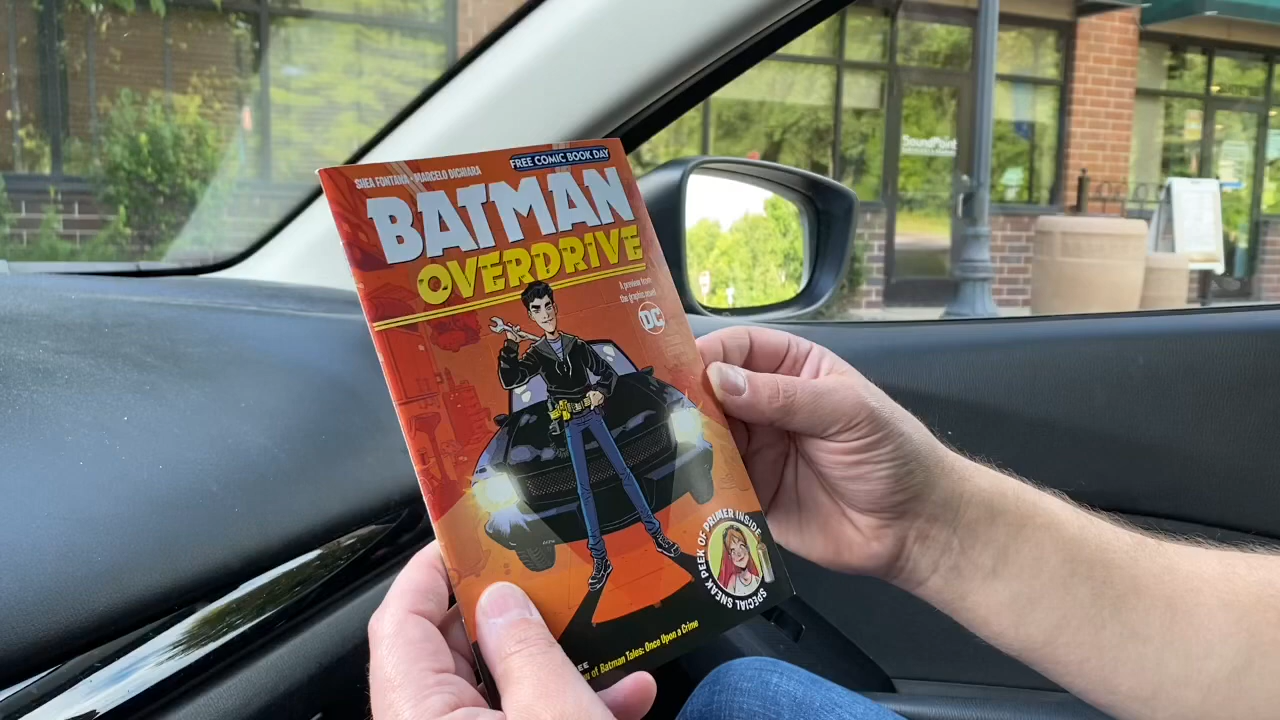 FREE COMIC BOOK DAY
SHEA FONTANA • MARCELO DICHIARA
BATMAN
OVERDRIVE
A preview from
the graphic novel
DC
SPECIAL SNEAK PEEK OF PRIMER INSIDE
of Batman Tales: Once Upon a Crime
SoundPoint